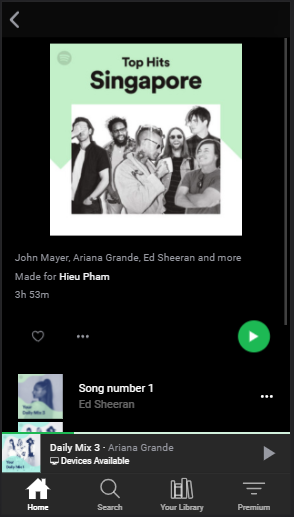 Top Hits
Singapore
John Mayer, Ariana Grande, Ed Sheeran and more
Made for Hieu Pham
3h 53m
Song number 1
Ed Sheeran
Daily Mix 3 · Ariana Grande
Devices Available
Home
Search
Your Library
Premium